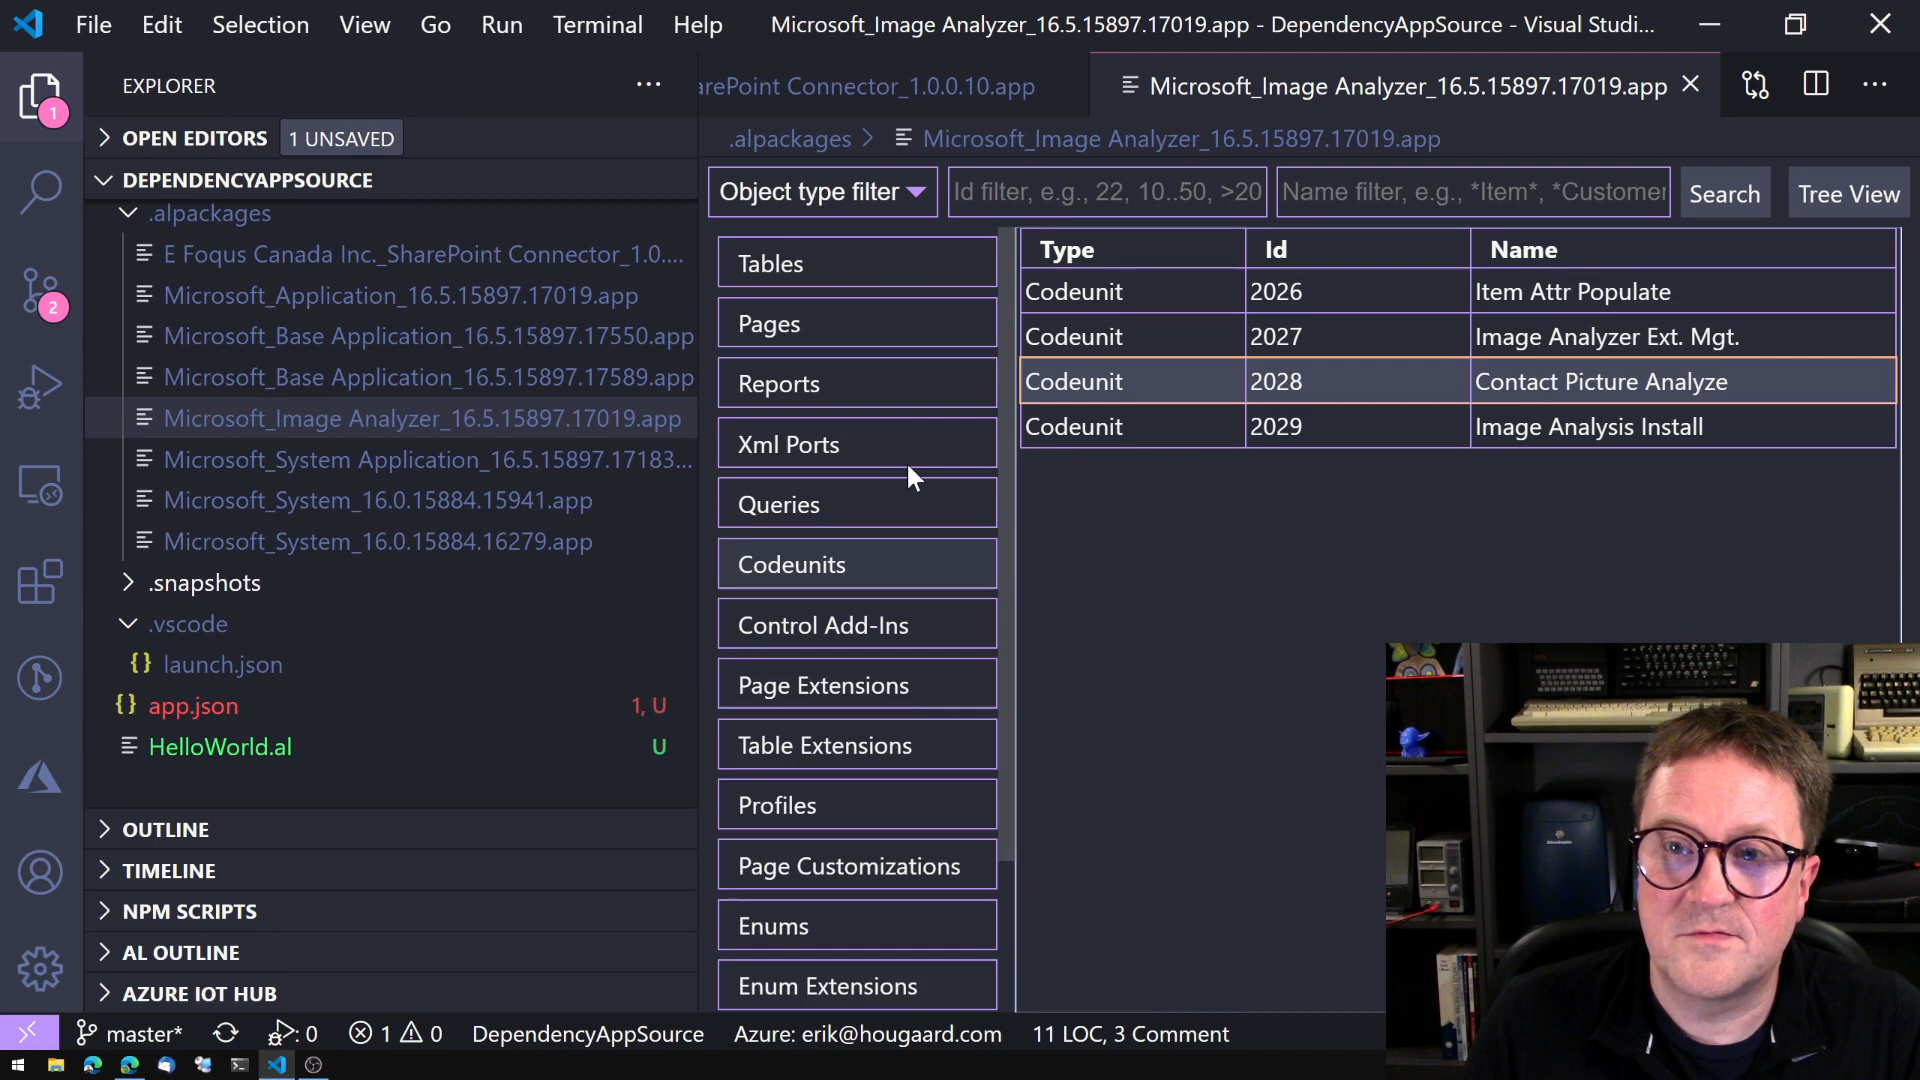 File Edit Selection View Go Run Terminal Help Microsoft_Image Analyzer_16.5.15897.17019.app - DependencyAppSource - Visual Studi...
EXPLORER
1
OPEN EDITORS 1 UNSAVED
DEPENDENCYAPPSOURCE
.alpackages
E Foqus Canada Inc._SharePoint Connector_1.0....
Microsoft_Application_16.5.15897.17019.app
Microsoft_Base Application_16.5.15897.17550.app
2
Microsoft_Base Application_16.5.15897.17589.app
Microsoft_Image Analyzer_16.5.15897.17019.app
Microsoft_System Application_16.5.15897.17183...
Microsoft_System_16.0.15884.15941.app
Microsoft_System_16.0.15884.16279.app
.snapshots
.vscode
{} launch.json
{} app.json 1, U
HelloWorld.al U
OUTLINE
TIMELINE
NPM SCRIPTS
AL OUTLINE
AZURE IOT HUB
arePoint Connector_1.0.0.10.app
Microsoft_Image Analyzer_16.5.15897.17019.app
.alpackages > Microsoft_Image Analyzer_16.5.15897.17019.app
Object type filter Id filter, e.g., 22, 10..50, >20 Name filter, e.g., *Item*, *Customer Search Tree View
Tables
Pages
Reports
Xml Ports
Queries
Codeunits
Control Add-Ins
Page Extensions
Table Extensions
Profiles
Page Customizations
Enums
Enum Extensions
Type Id Name
Codeunit 2026 Item Attr Populate
Codeunit 2027 Image Analyzer Ext. Mgt.
Codeunit 2028 Contact Picture Analyze
Codeunit 2029 Image Analysis Install
master* 0 1 0 DependencyAppSource Azure: erik@hougaard.com 11 LOC, 3 Comment